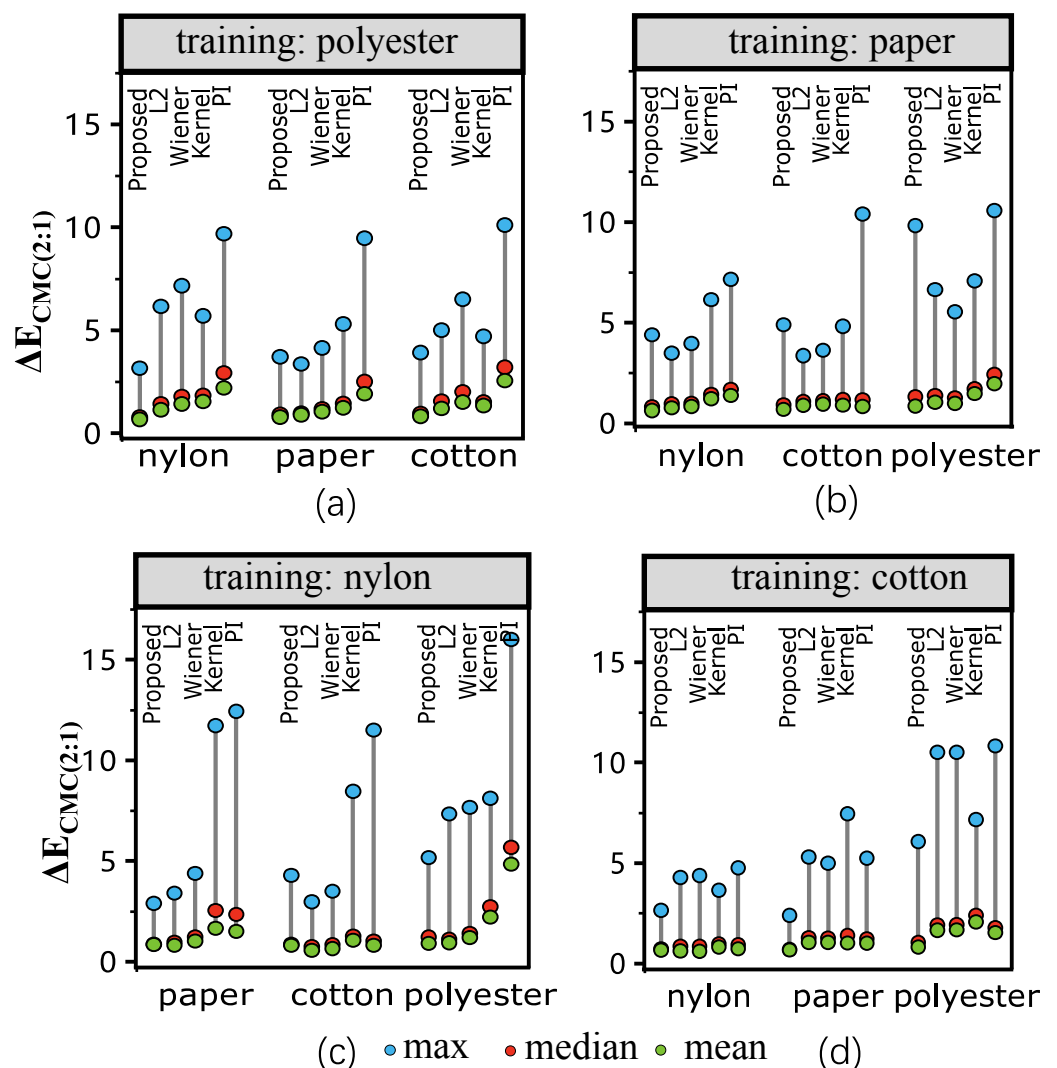 training: polyester
Proposed L2 Wiener Kernel PI Proposed L2 Wiener Kernel PI Proposed L2 Wiener Kernel PI
15
10
5
0
ΔE_CMC(2:1)
nylon paper cotton
(a)
training: paper
Proposed L2 Wiener Kernel PI Proposed L2 Wiener Kernel PI Proposed L2 Wiener Kernel PI
15
10
5
0
nylon cotton polyester
(b)
training: nylon
Proposed L2 Wiener Kernel PI Proposed L2 Wiener Kernel PI Proposed L2 Wiener Kernel PI
15
10
5
0
ΔE_CMC(2:1)
paper cotton polyester
training: cotton
Proposed L2 Wiener Kernel PI Proposed L2 Wiener Kernel PI Proposed L2 Wiener Kernel PI
15
10
5
0
nylon paper polyester
(c) max median mean (d)